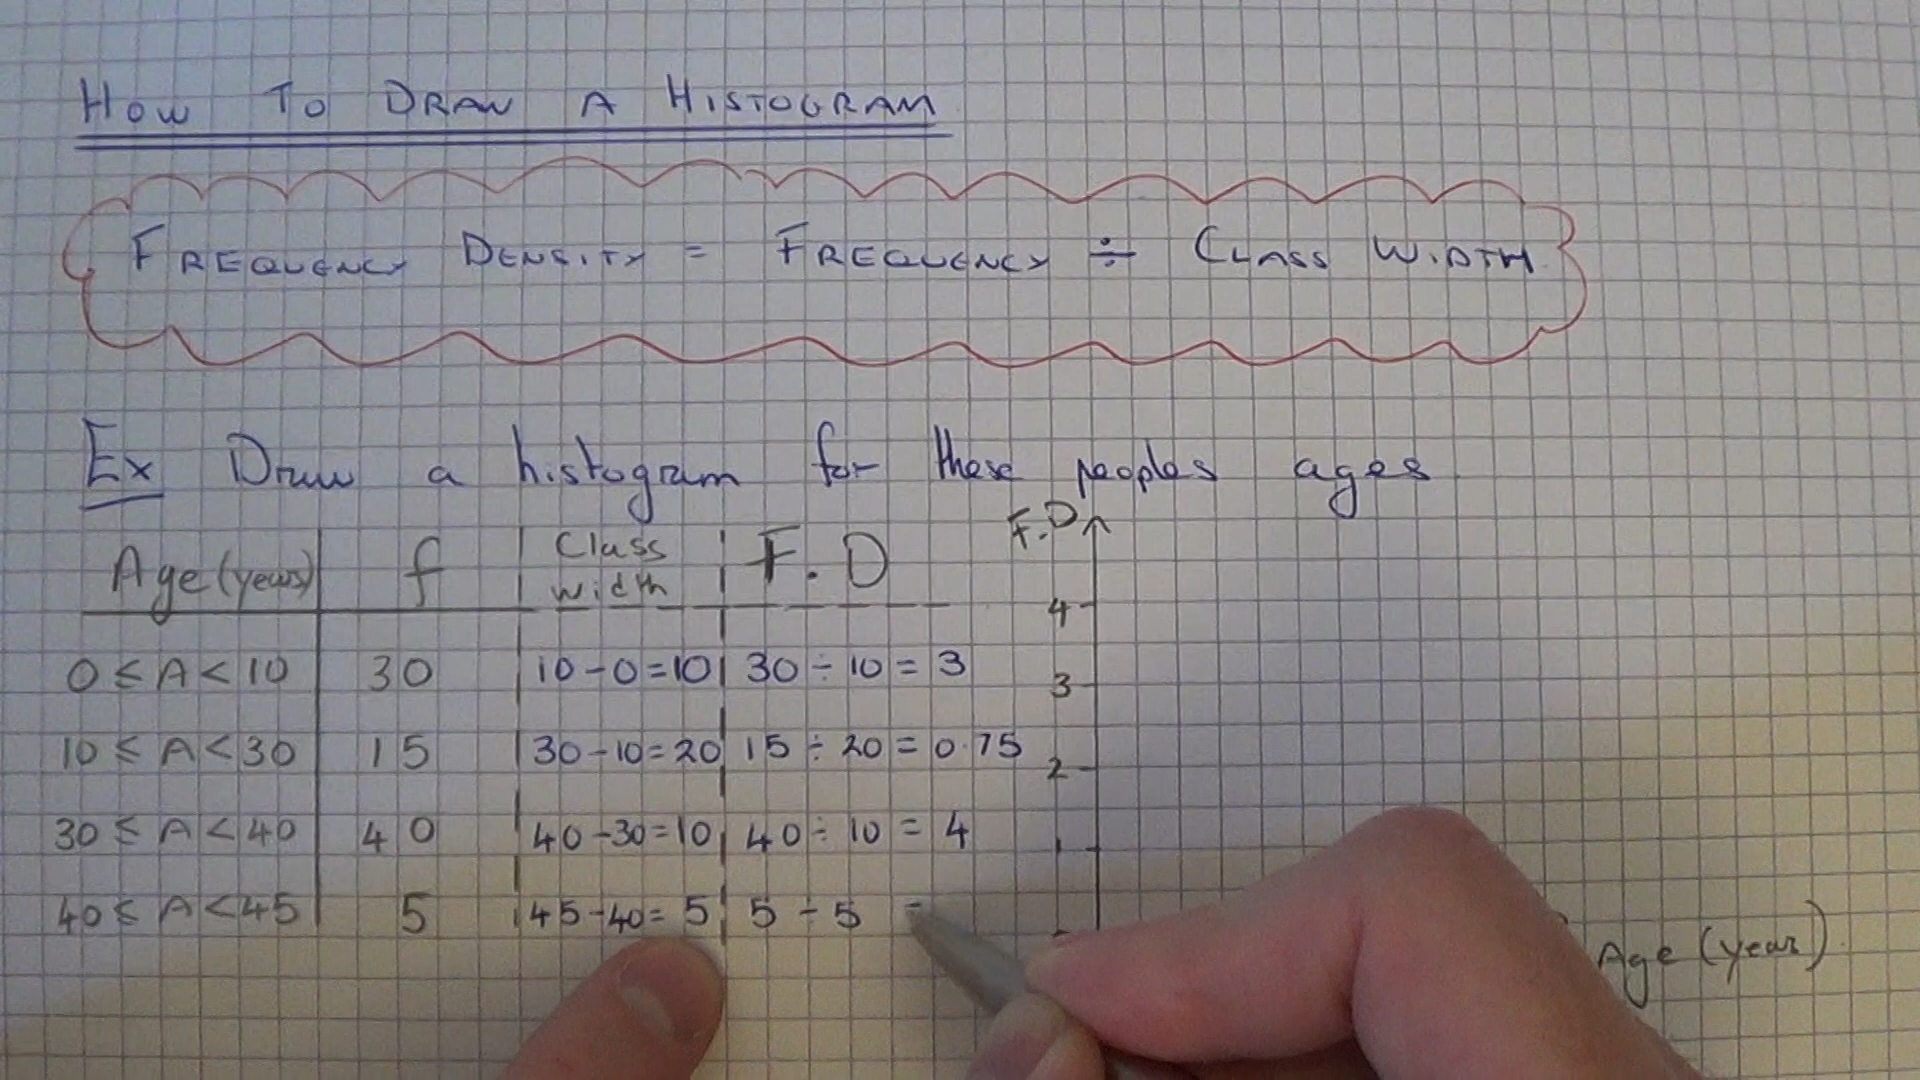 HOW TO DRAW A HISTOGRAM
FREQUENCY DENSITY = FREQUENCY ÷ CLASS WIDTH
Ex Draw a histogram for these peoples ages
Age (years) f Class width F.D
0 ≤ A < 10 30 10-0=10 30 ÷ 10 = 3
10 ≤ A < 30 15 30-10=20 15 ÷ 20 = 0.75
30 ≤ A < 40 40 40-30=10 40 ÷ 10 = 4
40 ≤ A < 45 5 45-40=5 5 ÷ 5 =
F.D
4
3
2
1
Age (year)